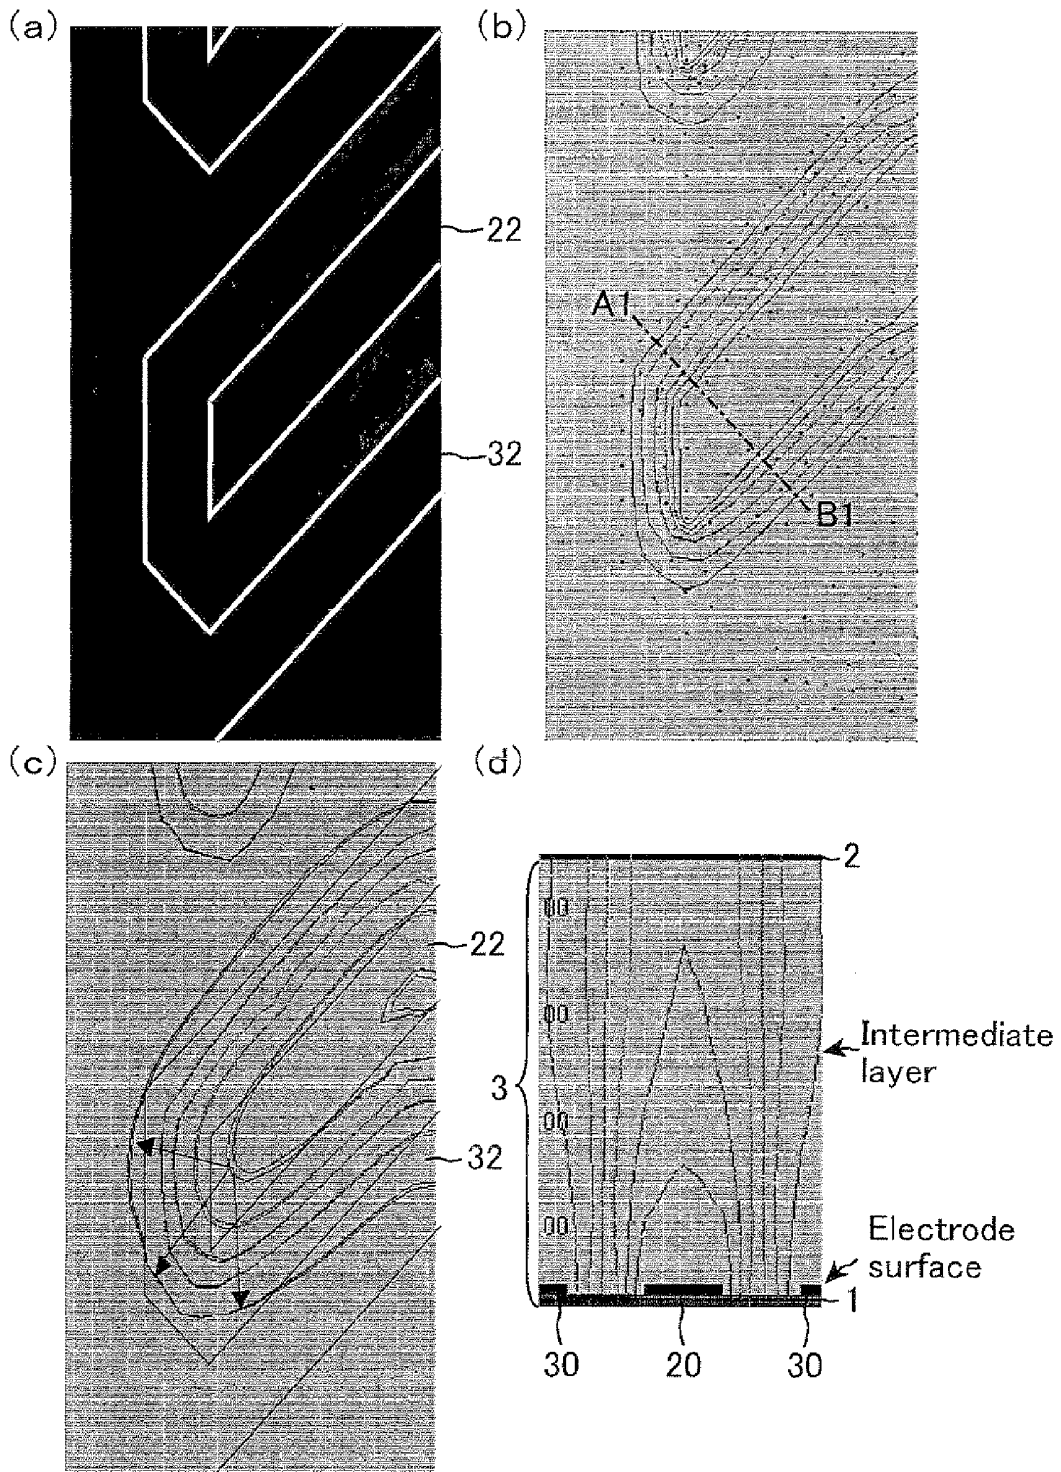 (a)
(b)
22
32
A1
B1
(c)
(d)
22
32
2
3
Intermediate
layer
Electrode
surface
1
30
20
30